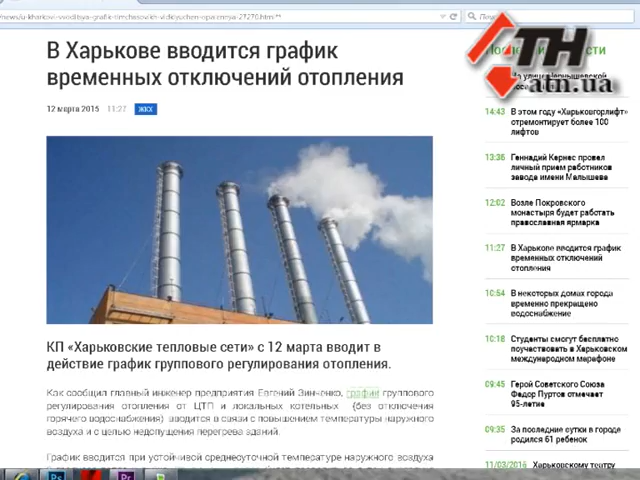 В Харькове вводится график
временных отключений отопления
12 марта 2015 11:27 ЖКХ
КП «Харьковские тепловые сети» с 12 марта вводит в
действие график группового регулирования отопления.
Как сообщил главный инженер предприятия Евгений Зинченко, график группового
регулирования отопления от ЦТП и локальных котельных (без отключения
горячего водоснабжения) вводится в связи с повышением температуры наружного
воздуха и с целью недопущения перегрева зданий.
График вводится при устойчивой среднесуточной температуре наружного воздуха
ATH
atn.ua
14:43 В этом году «Харьковгорлифт»
отремонтирует более 100
лифтов
13:36 Геннадий Кернес провел
личный прием работников
завода имени Малышева
12:02 Возле Покровского
монастыря будет работать
православная ярмарка
11:27 В Харькове вводится график
временных отключений
отопления
10:54 В некоторых домах города
временно прекращено
водоснабжение
10:18 Студенты смогут бесплатно
поучаствовать в Харьковском
международном марафоне
09:45 Герой Советского Союза
Федор Пуртов отмечает
95-летие
09:35 За последние сутки в городе
родился 61 ребенок
11/03/2016 Харьковскому театру